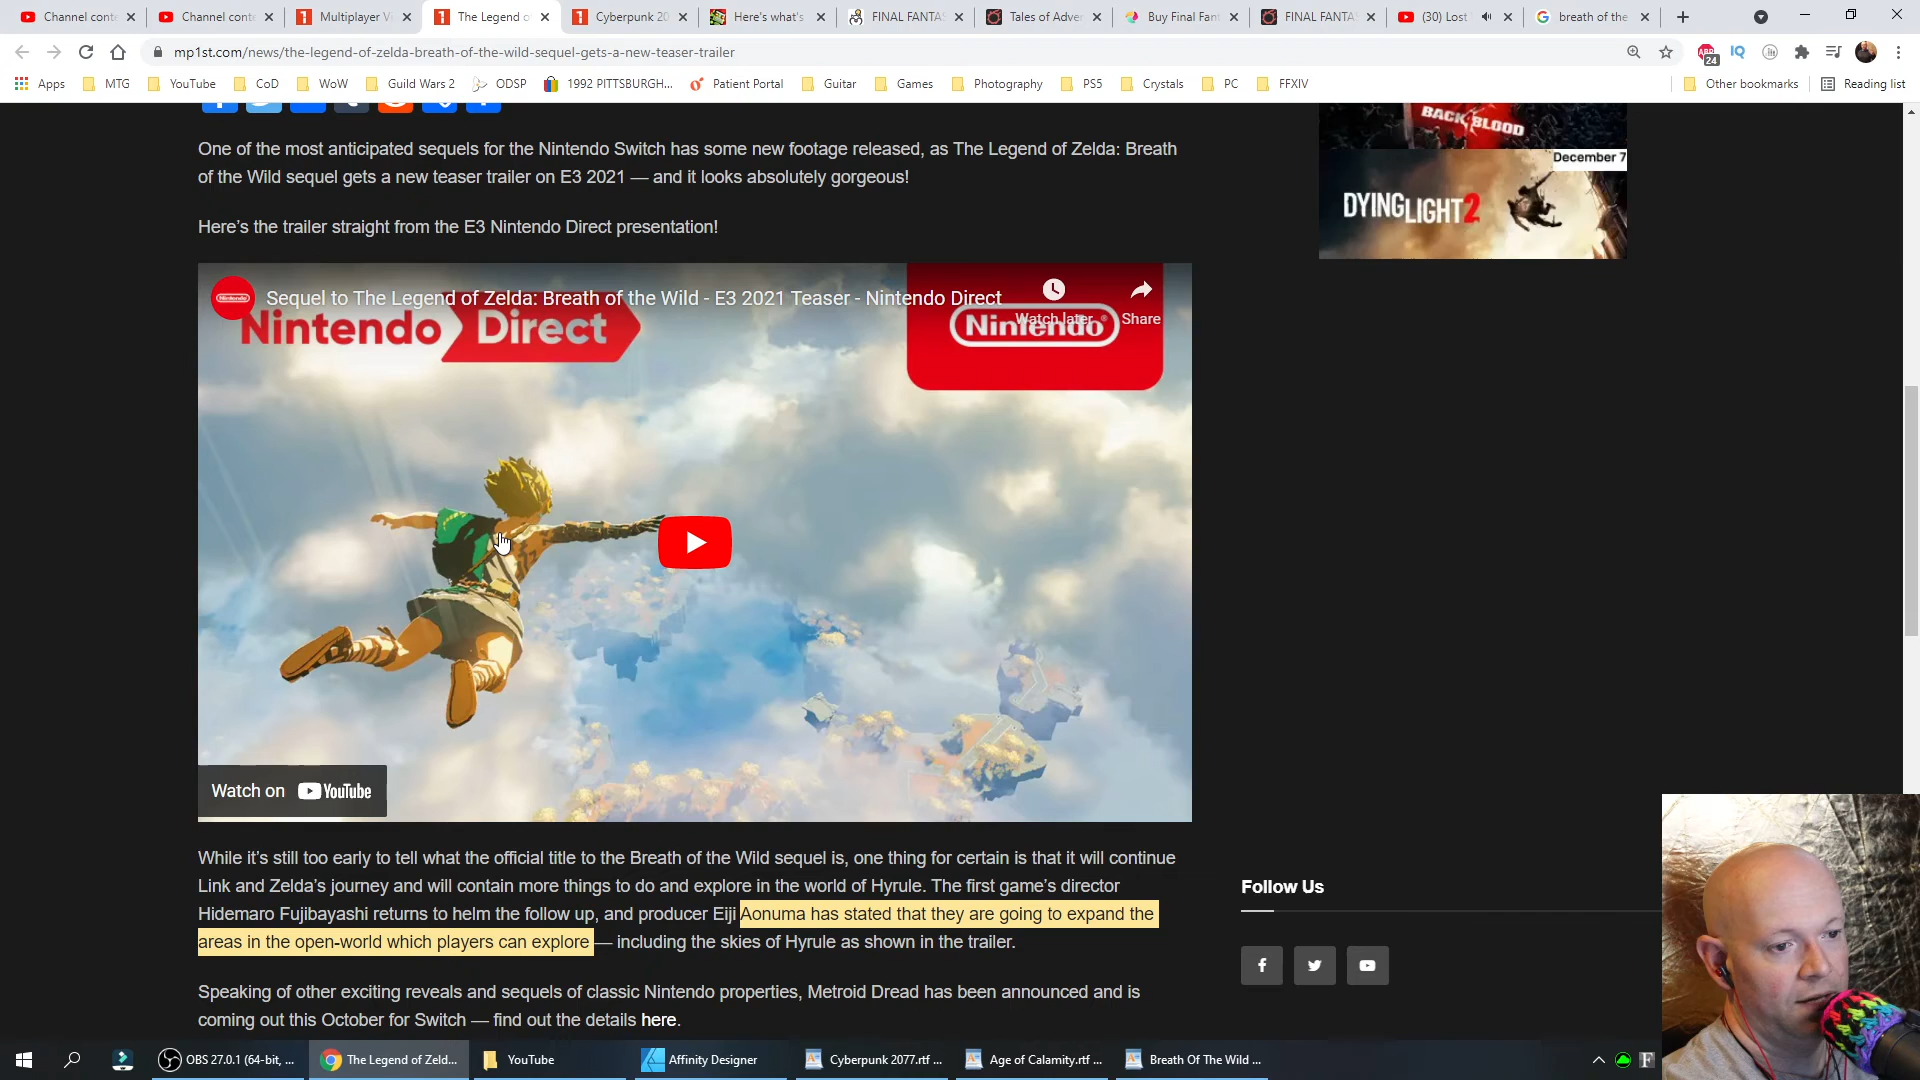 Channel cont
Channel cont
Multiplayer V
The Legend o
Cyberpunk 20
Here's what's
FINAL FANTAS
Tales of Adver
Buy Final Fant
FINAL FANTA
(30) Lost
breath of the
mp1st.com/news/the-legend-of-zelda-breath-of-the-wild-sequel-gets-a-new-teaser-trailer
ABP
24
IQ
Apps
MTG
YouTube
CoD
WoW
Guild Wars 2
ODSP
1992 PITTSBURGH...
Patient Portal
Guitar
Games
Photography
PS5
Crystals
PC
FFXIV
Other bookmarks
Reading list
One of the most anticipated sequels for the Nintendo Switch has some new footage released, as The Legend of Zelda: Breath
of the Wild sequel gets a new teaser trailer on E3 2021 — and it looks absolutely gorgeous!
Here's the trailer straight from the E3 Nintendo Direct presentation!
BACK BLOOD
December 7
DYING LIGHT 2
Nintendo
Sequel to The Legend of Zelda: Breath of the Wild - E3 2021 Teaser - Nintendo Direct
Watch later
Share
Nintendo Direct
Nintendo
Watch on YouTube
While it's still too early to tell what the official title to the Breath of the Wild sequel is, one thing for certain is that it will continue
Link and Zelda's journey and will contain more things to do and explore in the world of Hyrule. The first game's director
Hidemaro Fujibayashi returns to helm the follow up, and producer Eiji Aonuma has stated that they are going to expand the
areas in the open-world which players can explore — including the skies of Hyrule as shown in the trailer.
Speaking of other exciting reveals and sequels of classic Nintendo properties, Metroid Dread has been announced and is
coming out this October for Switch — find out the details here.
Follow Us
OBS 27.0.1 (64-bit, ...
The Legend of Zeld...
YouTube
Affinity Designer
Cyberpunk 2077.rtf ...
Age of Calamity.rtf ...
Breath Of The Wild ...